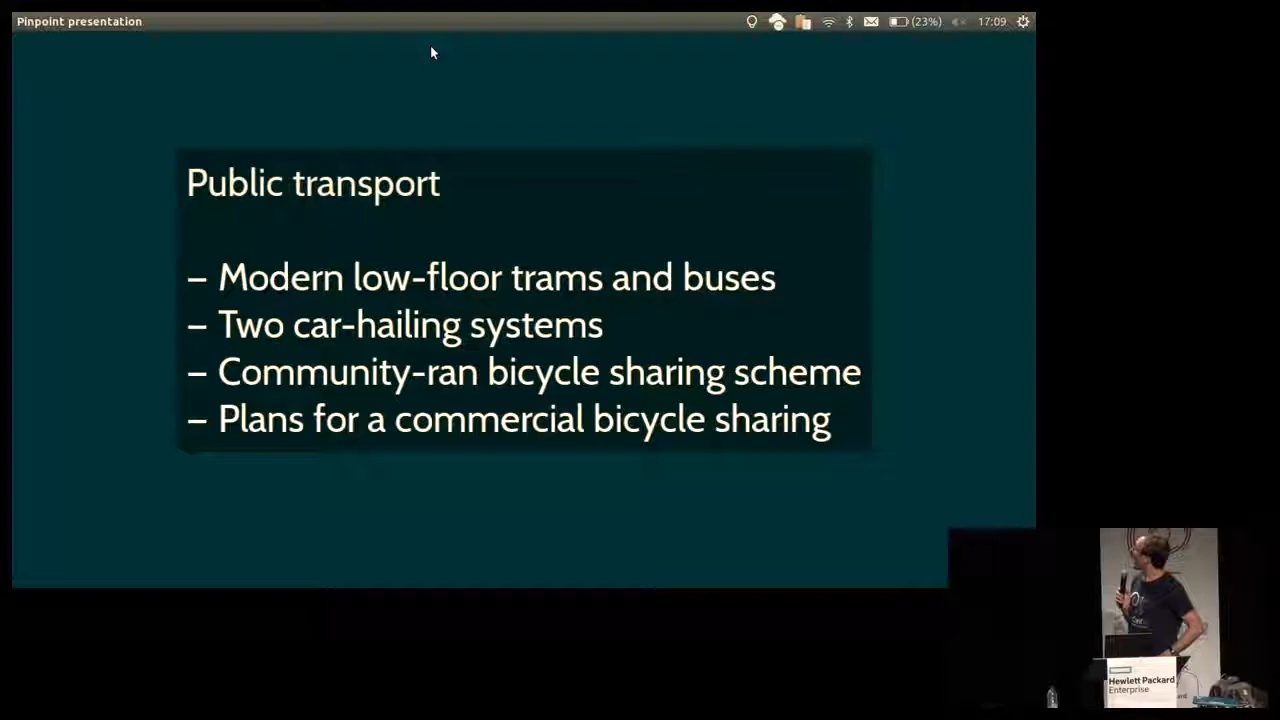 Pinpoint presentation
(23%)
17:09
Public transport
– Modern low-floor trams and buses
– Two car-hailing systems
– Community-ran bicycle sharing scheme
– Plans for a commercial bicycle sharing
Hewlett Packard
Enterprise